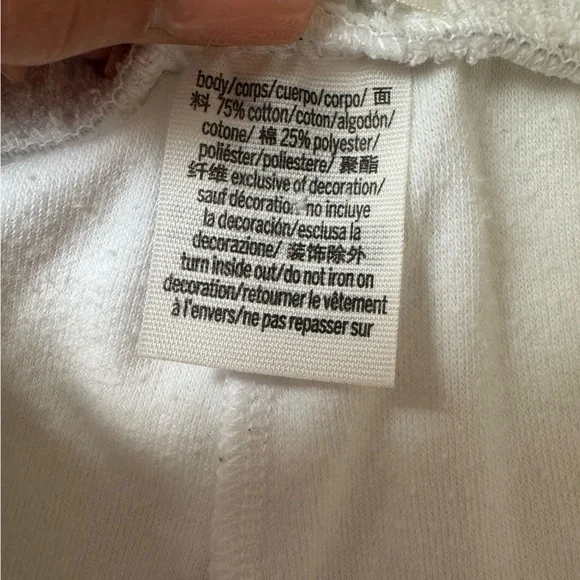 body/corps/cuerpo/corpo/ 面
料 75% cotton/coton/algodón/
cotone/ 棉 25% polyester/
poliéster/poliestere/ 聚酯
纤维 exclusive of decoration/
sauf décoration/ no incluye
la decoración/esclusa la
decorazione/ 装饰除外
turn inside out/do not iron on
decoration/retourner le vêtement
à l'envers/ne pas repasser sur